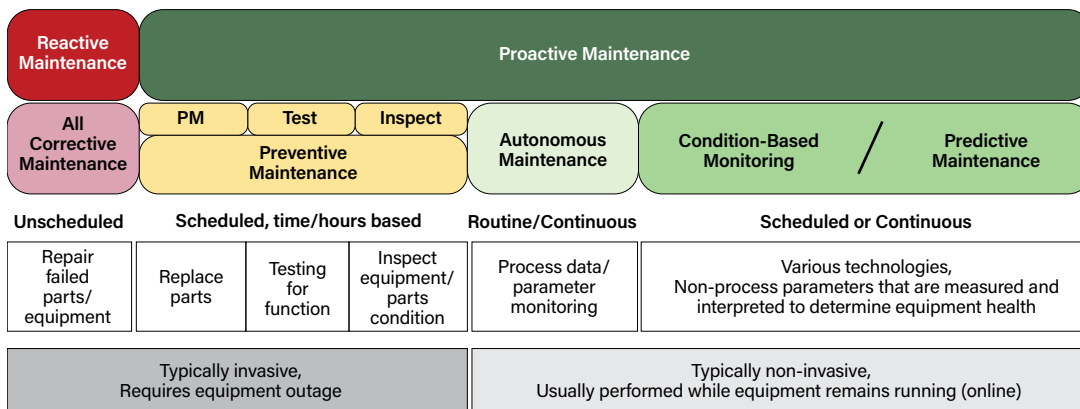 Reactive
Maintenance
Proactive Maintenance
All
Corrective
Maintenance
PM
Test
Inspect
Preventive
Maintenance
Autonomous
Maintenance
Condition-Based
Monitoring
/
Predictive
Maintenance
Unscheduled
Scheduled, time/hours based
Routine/Continuous
Scheduled or Continuous
Repair
failed
parts/
equipment
Replace
parts
Testing
for
function
Inspect
equipment/
parts
condition
Process data/
parameter
monitoring
Various technologies,
Non-process parameters that are measured and
interpreted to determine equipment health
Typically invasive,
Requires equipment outage
Typically non-invasive,
Usually performed while equipment remains running (online)